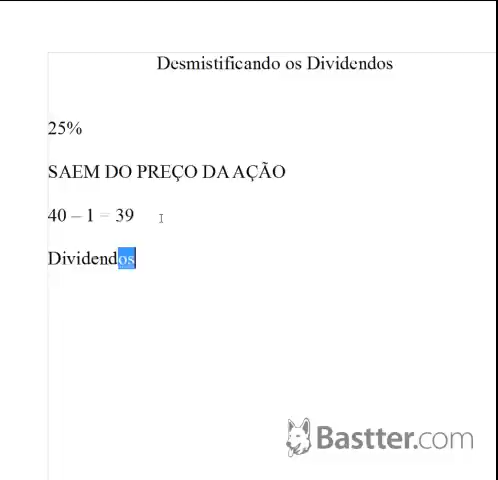 Desmistificando os Dividendos
25%
SAEM DO PREÇO DA AÇÃO
40 – 1 = 39
Dividendos
Bastter.com